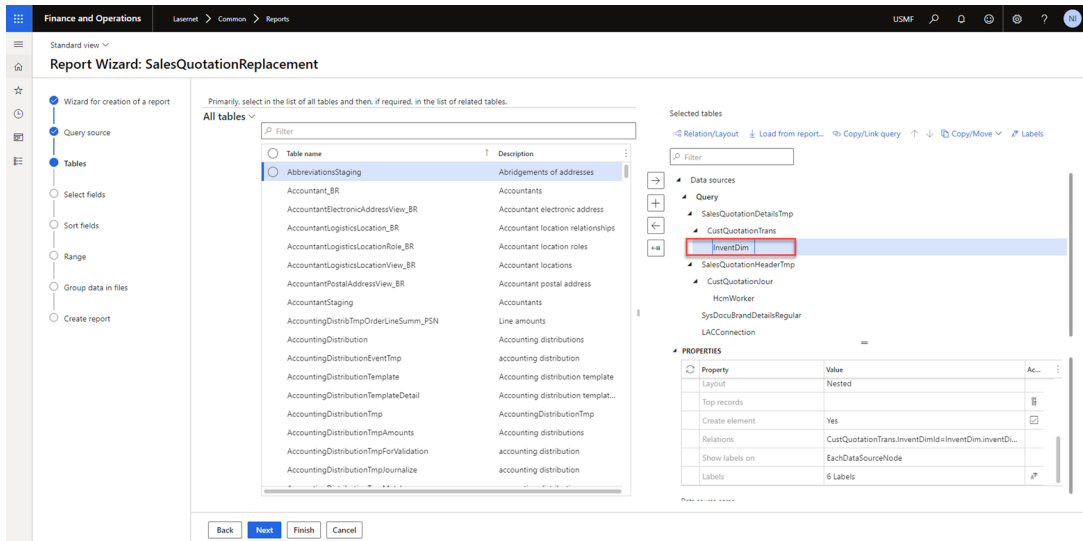 Finance and Operations
Lasernet > Common > Reports
USMF
?
NI
Standard view
Report Wizard: SalesQuotationReplacement
Wizard for creation of a report
Query source
Tables
Select fields
Sort fields
Range
Group data in files
Create report
Primarily, select in the list of all tables and then, if required, in the list of related tables.
All tables
Filter
Table name ↑ Description
AbbreviationsStaging Abridgements of addresses
Accountant_BR Accountants
AccountantElectronicAddressView_BR Accountant electronic address
AccountantLogisticsLocation_BR Accountant location relationships
AccountantLogisticsLocationRole_BR Accountant location roles
AccountantLogisticsLocationView_BR Accountant locations
AccountantPostalAddressView_BR Accountant postal address
AccountantStaging Accountants
AccountingDistribTmpOrderLineSumm_PSN Line amounts
AccountingDistribution Accounting distributions
AccountingDistributionEventTmp accounting distribution
AccountingDistributionTemplate Accounting distribution template
AccountingDistributionTemplateDetail Accounting distribution templat...
AccountingDistributionTmp AccountingDistributionTmp
AccountingDistributionTmpAmounts Accounting distributions
AccountingDistributionTmpForValidation accounting distribution
AccountingDistributionTmpJournalize accounting distribution
Selected tables
Relation/Layout Load from report... Copy/Link query ↑ ↓ Copy/Move Labels
Filter
Data sources
Query
SalesQuotationDetailsTmp
CustQuotationTrans
InventDim
SalesQuotationHeaderTmp
CustQuotationJour
HcmWorker
SysDocuBrandDetailsRegular
LACConnection
PROPERTIES
Property Value Ac...
Layout Nested
Top records
Create element Yes
Relations CustQuotationTrans.InventDimId=InventDim.inventDi...
Show labels on EachDataSourceNode
Labels 6 Labels
Back Next Finish Cancel